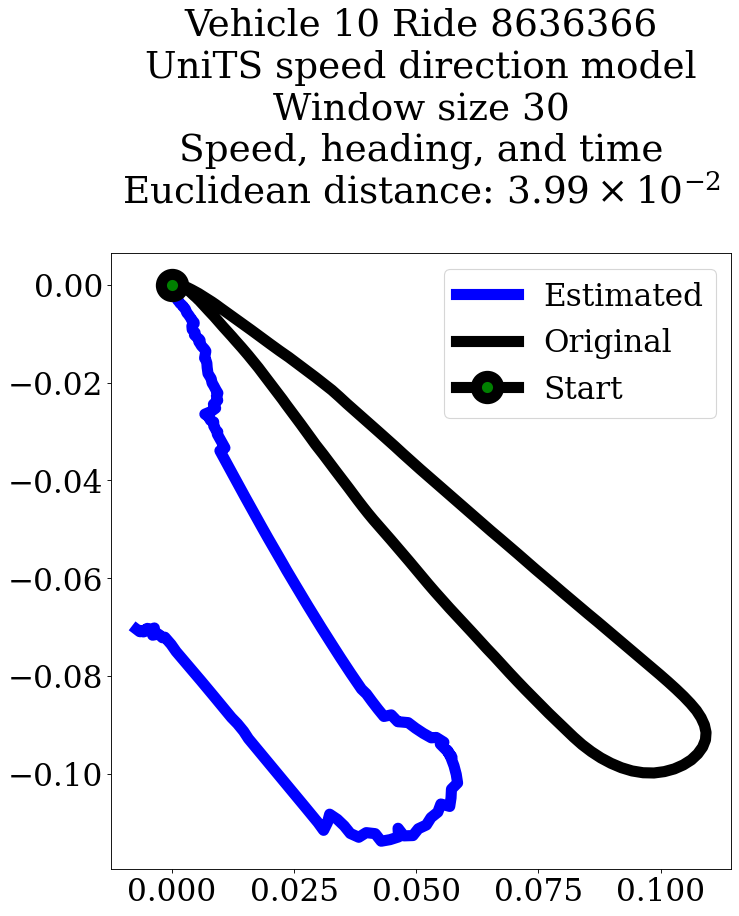 Vehicle 10 Ride 8636366
UniTS speed direction model
Window size 30
Speed, heading, and time
Euclidean distance: 3.99 × 10⁻²
Estimated
Original
Start
0.00
−0.02
−0.04
−0.06
−0.08
−0.10
0.000 0.025 0.050 0.075 0.100